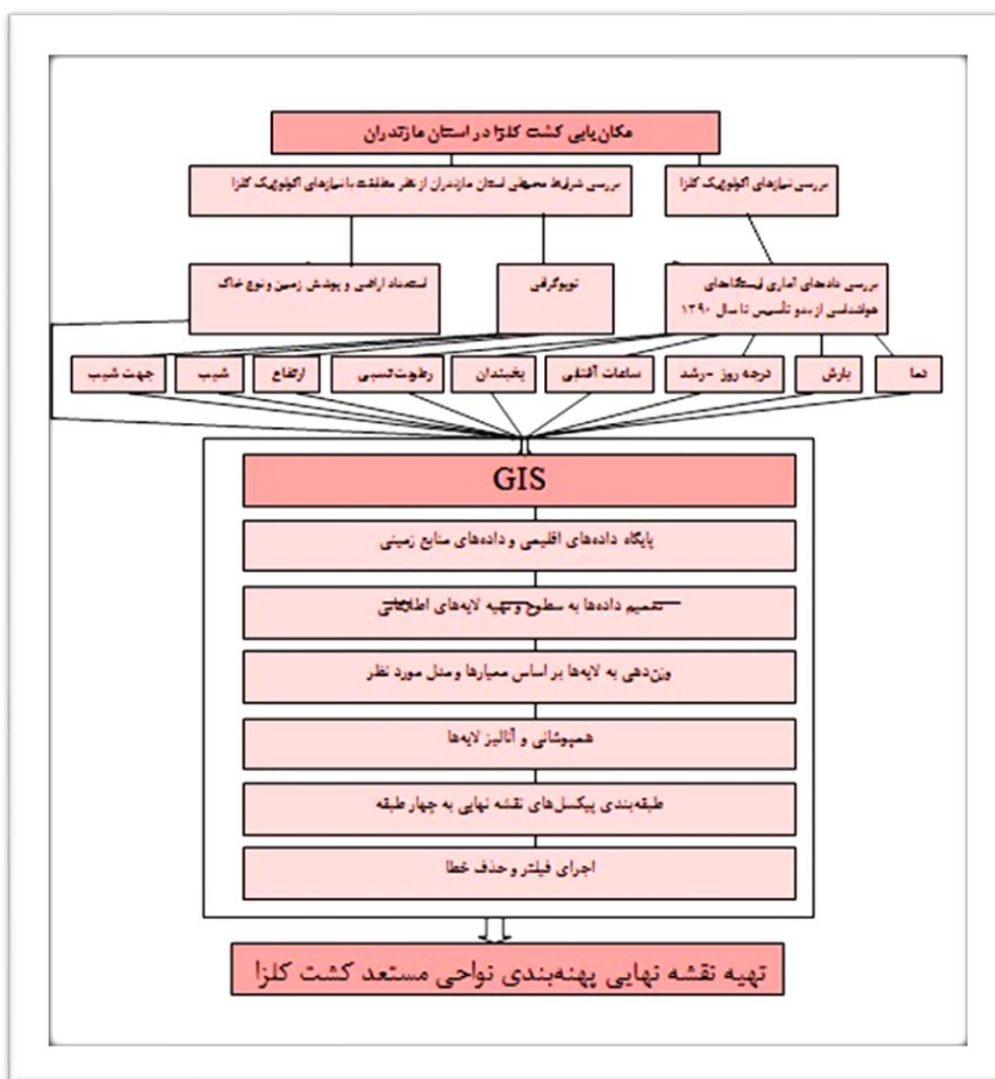 مکان‌یابی کشت کلزا در استان مازندران
بررسی نیازهای اکولوژیک کلزا
بررسی شرایط محیطی استان مازندران از نظر مطابقت با نیازهای اکولوژیک کلزا
بررسی داده‌های آماری ایستگاه‌های
هواشناسی از بدو تأسیس تا سال ۱۳۹۰
توپوگرافی
استعداد اراضی و پوشش زمین و نوع خاک
دما
بارش
درجه روز - رشد
ساعات آفتابی
یخبندان
رطوبت نسبی
ارتفاع
شیب
جهت شیب
GIS
پایگاه داده‌های اقلیمی و داده‌های منابع زمینی
تعمیم داده‌ها به سطوح و تهیه لایه‌های اطلاعاتی
وزن‌دهی به لایه‌ها بر اساس معیارها و مدل مورد نظر
همپوشانی و آنالیز لایه‌ها
طبقه‌بندی پیکسل‌های نقشه نهایی به چهار طبقه
اجرای فیلتر و حذف خطا
تهیه نقشه نهایی پهنه‌بندی نواحی مستعد کشت کلزا